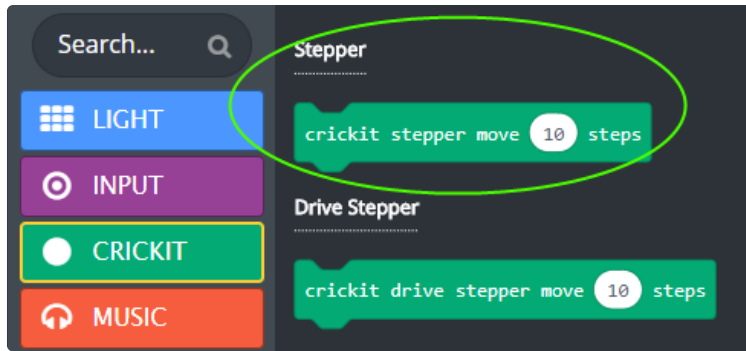 Search...
LIGHT
INPUT
CRICKIT
MUSIC
Stepper
crickit stepper move 10 steps
Drive Stepper
crickit drive stepper move 10 steps